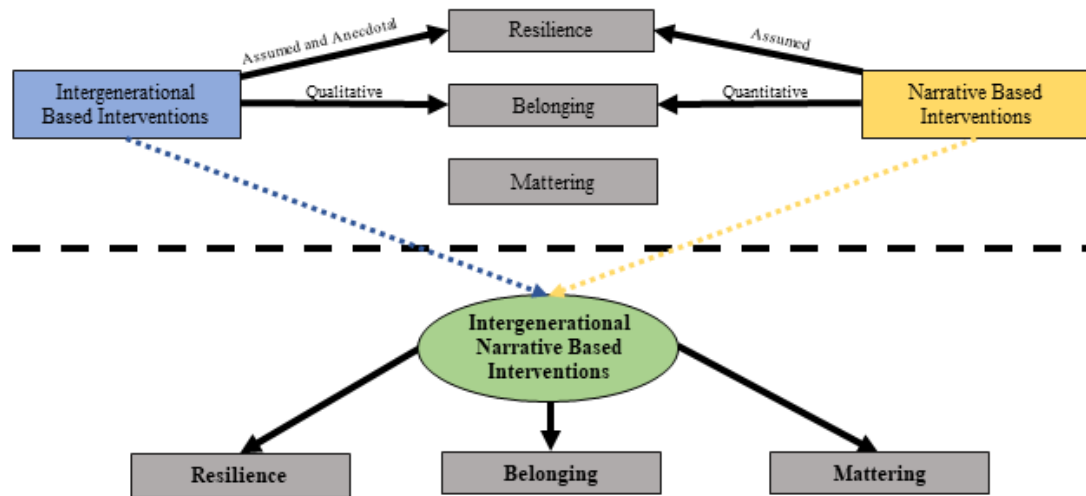 Resilience
Assumed and Anecdotal
Assumed
Intergenerational
Based Interventions
Qualitative
Belonging
Quantitative
Narrative Based
Interventions
Mattering
Intergenerational
Narrative Based
Interventions
Resilience
Belonging
Mattering